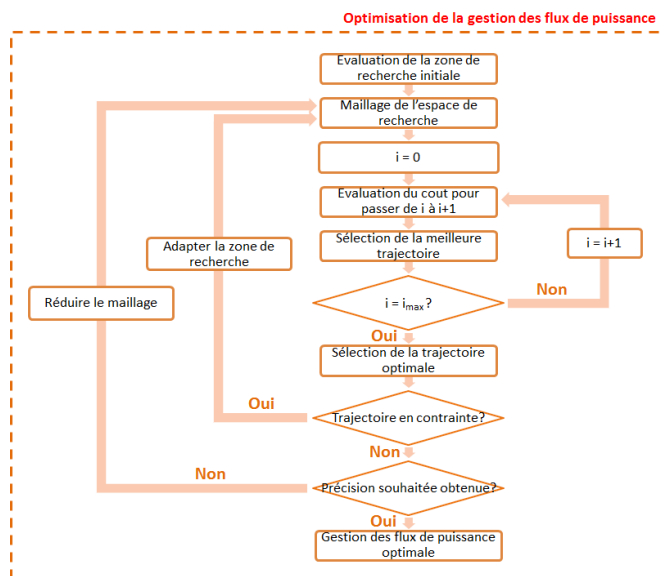 Optimisation de la gestion des flux de puissance
Evaluation de la zone de
recherche initiale
Maillage de l'espace de
recherche
i = 0
Evaluation du cout pour
passer de i à i+1
Adapter la zone de
recherche
Sélection de la meilleure
trajectoire
i = i+1
Réduire le maillage
i = imax?
Non
Oui
Sélection de la trajectoire
optimale
Oui
Trajectoire en contrainte?
Non
Non
Précision souhaitée obtenue?
Oui
Gestion des flux de puissance
optimale